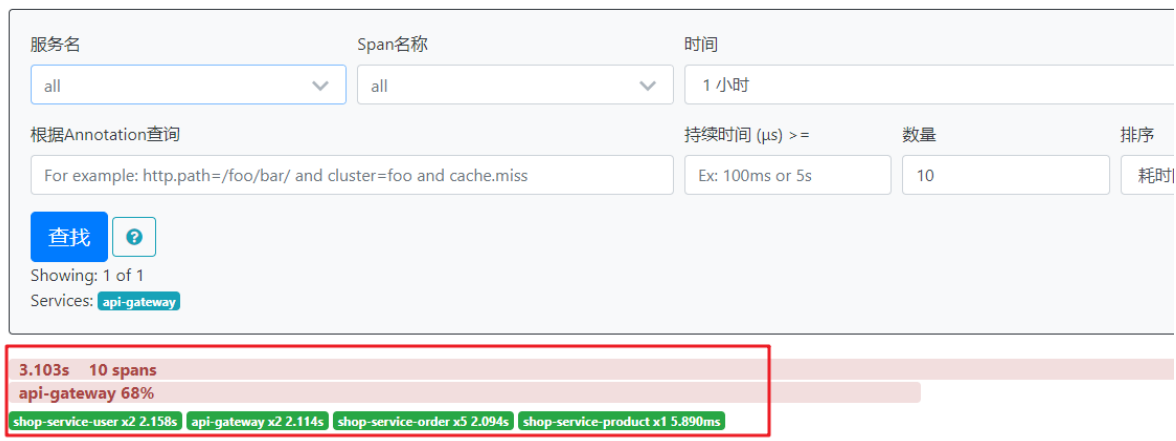 服务名 Span名称 时间
all all 1 小时
根据Annotation查询 持续时间 (μs) >= 数量 排序
For example: http.path=/foo/bar/ and cluster=foo and cache.miss Ex: 100ms or 5s 10 耗时
查找
Showing: 1 of 1
Services: api-gateway
3.103s 10 spans
api-gateway 68%
shop-service-user x2 2.158s api-gateway x2 2.114s shop-service-order x5 2.094s shop-service-product x1 5.890ms